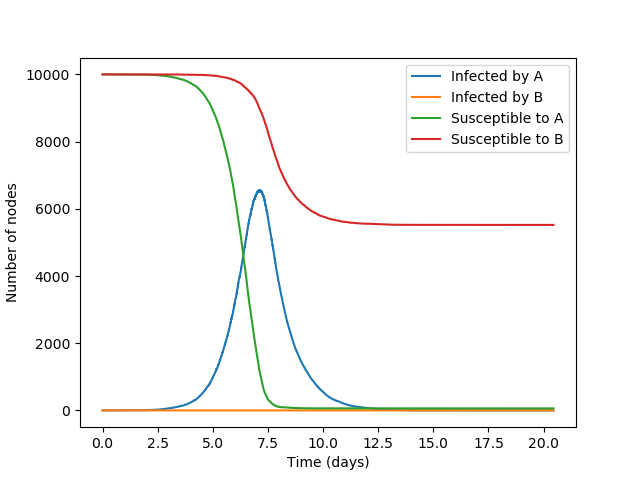 Infected by A
Infected by B
Susceptible to A
Susceptible to B
Number of nodes
10000
8000
6000
4000
2000
0
0.0 2.5 5.0 7.5 10.0 12.5 15.0 17.5 20.0
Time (days)